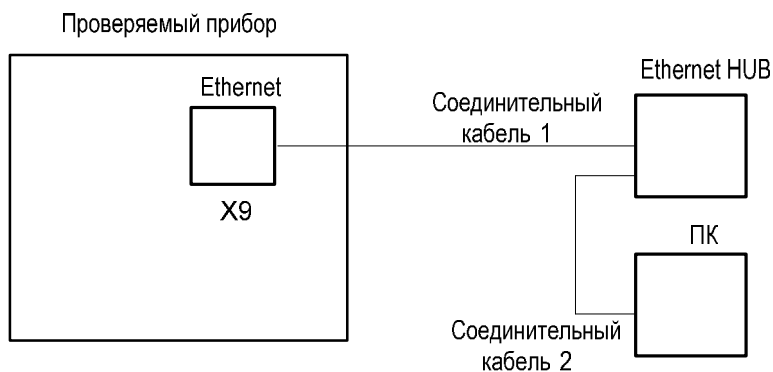 Проверяемый прибор
Ethernet
X9
Соединительный
кабель 1
Ethernet HUB
ПК
Соединительный
кабель 2